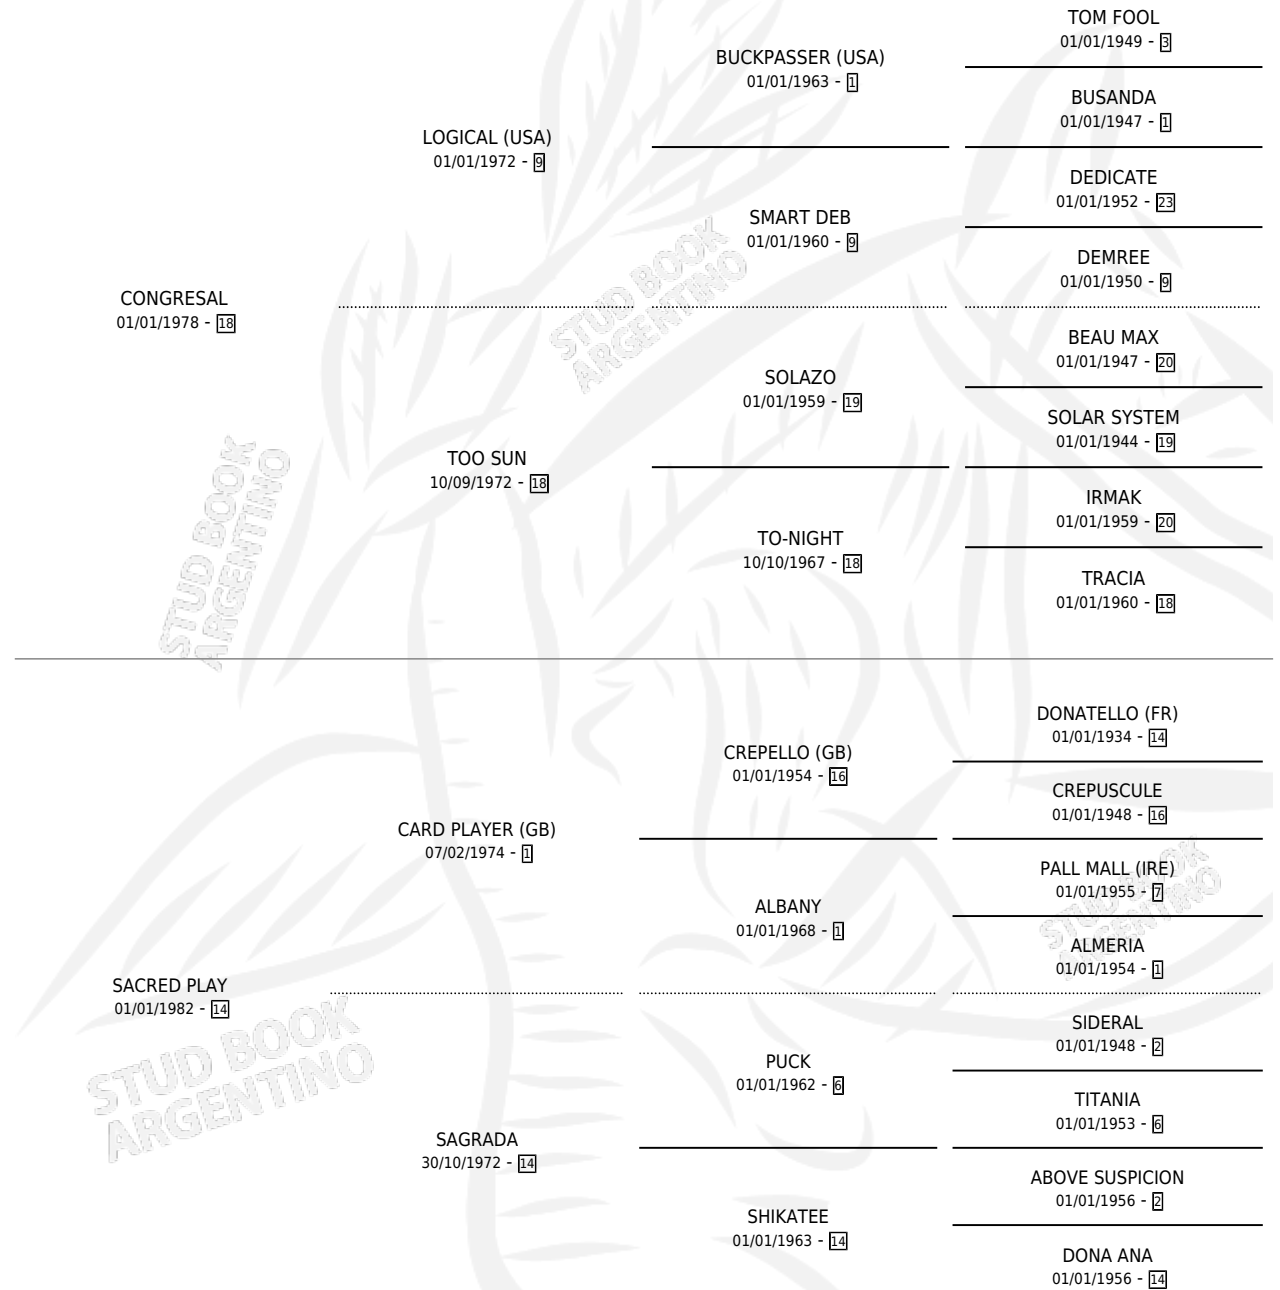 TOM FOOL
01/01/1949 - 3
BUCKPASSER (USA)
01/01/1963 - 1
BUSANDA
01/01/1947 - 1
LOGICAL (USA)
01/01/1972 - 9
DEDICATE
01/01/1952 - 23
SMART DEB
01/01/1960 - 9
DEMREE
01/01/1950 - 9
CONGRESAL
01/01/1978 - 18
BEAU MAX
01/01/1947 - 20
SOLAZO
01/01/1959 - 19
SOLAR SYSTEM
01/01/1944 - 19
TOO SUN
10/09/1972 - 18
IRMAK
01/01/1959 - 20
TO-NIGHT
10/10/1967 - 18
TRACIA
01/01/1960 - 18
DONATELLO (FR)
01/01/1934 - 14
CREPELLO (GB)
01/01/1954 - 16
CREPUSCULE
01/01/1948 - 16
CARD PLAYER (GB)
07/02/1974 - 1
PALL MALL (IRE)
01/01/1955 - 7
ALBANY
01/01/1968 - 1
ALMERIA
01/01/1954 - 1
SACRED PLAY
01/01/1982 - 14
SIDERAL
01/01/1948 - 2
PUCK
01/01/1962 - 6
TITANIA
01/01/1953 - 6
SAGRADA
30/10/1972 - 14
ABOVE SUSPICION
01/01/1956 - 2
SHIKATEE
01/01/1963 - 14
DONA ANA
01/01/1956 - 14
STUD BOOK
ARGENTINO
STUD BOOK
ARGENTINO
STUD BOOK
ARGENTINO
STUD BOOK
ARGENTINO